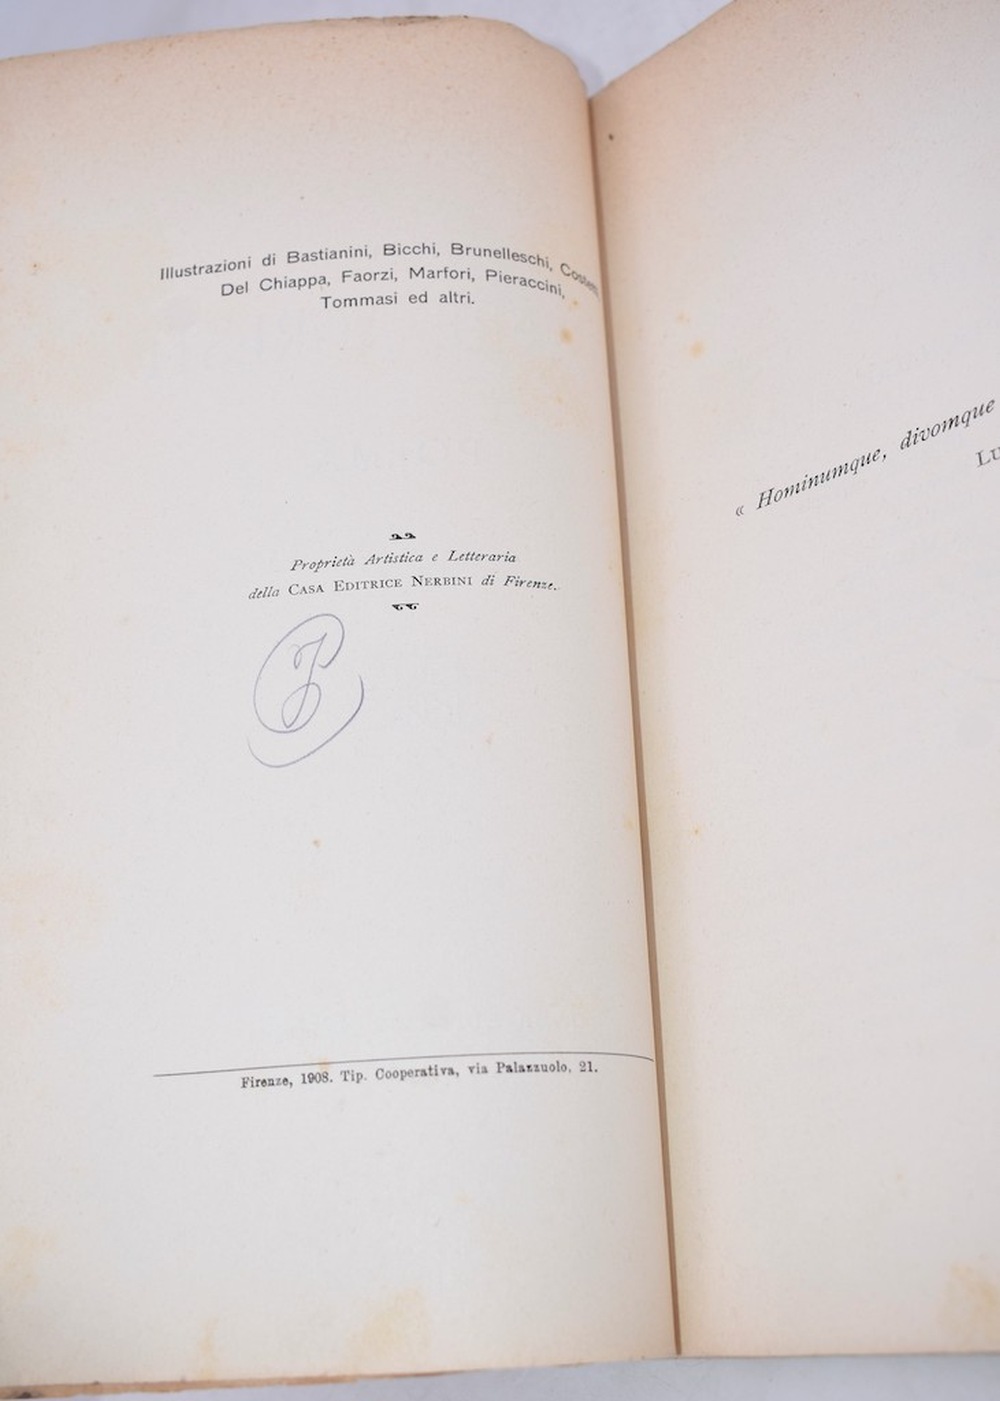 Illustrazioni di Bastianini, Bicchi, Brunelleschi,
Del Chiappa, Faorzi, Marfori, Pieraccini,
Tommasi ed altri.
Proprietà Artistica e Letteraria
della CASA EDITRICE NERBINI di Firenze.
Firenze, 1908. Tip. Cooperativa, via Palazzuolo, 21.
« Hominumque, divomque